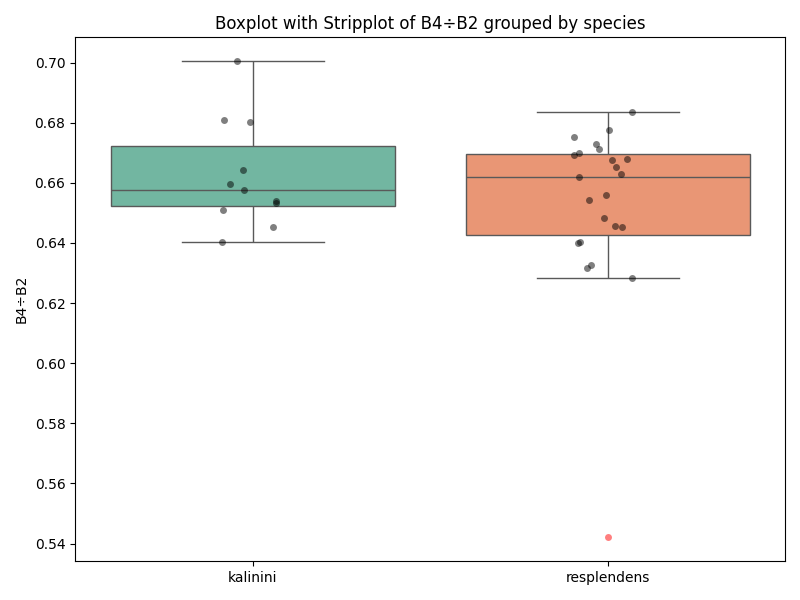 Boxplot with Stripplot of B4÷B2 grouped by species
0.70
0.68
0.66
0.64
0.62
0.60
0.58
0.56
0.54
B4÷B2
kalinini
resplendens